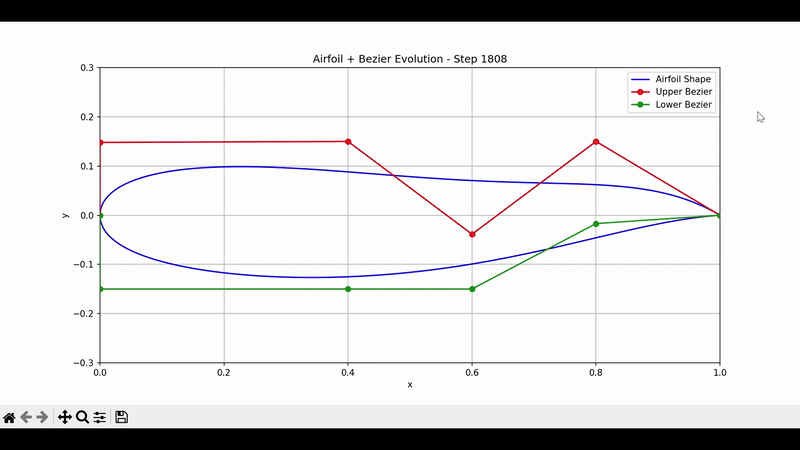 Airfoil + Bezier Evolution - Step 1808
Airfoil Shape
Upper Bezier
Lower Bezier
0.3
0.2
0.1
0.0
−0.1
−0.2
−0.3
y
0.0 0.2 0.4 0.6 0.8 1.0
x